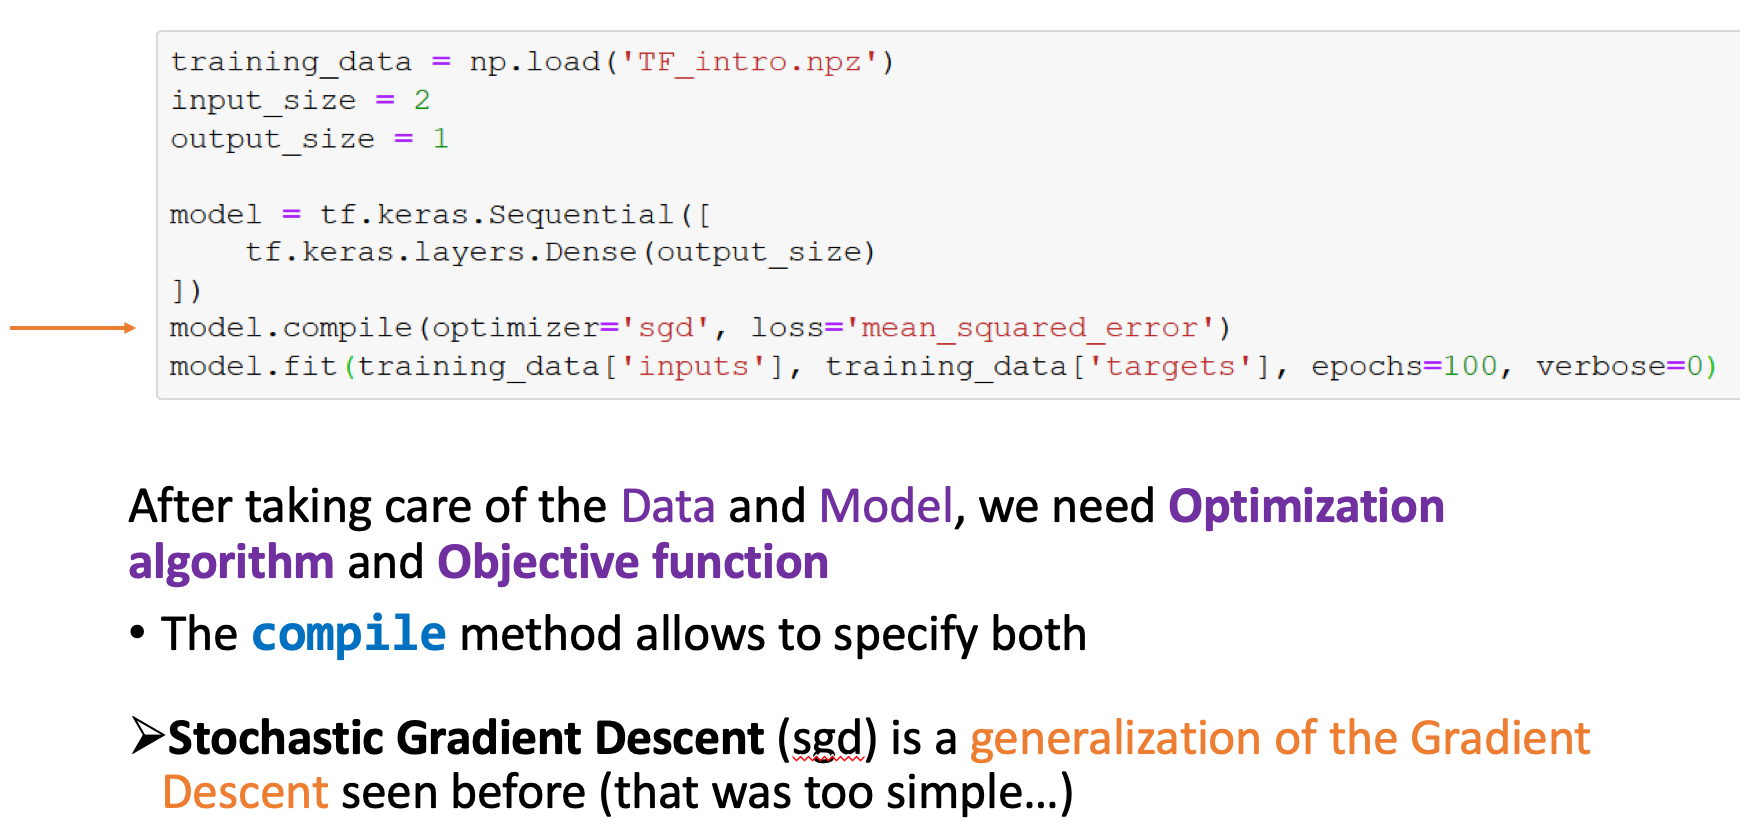 training_data = np.load('TF_intro.npz')
input_size = 2
output_size = 1
model = tf.keras.Sequential([
    tf.keras.layers.Dense(output_size)
])
model.compile(optimizer='sgd', loss='mean_squared_error')
model.fit(training_data['inputs'], training_data['targets'], epochs=100, verbose=0)
After taking care of the Data and Model, we need Optimization
algorithm and Objective function
• The compile method allows to specify both
➢Stochastic Gradient Descent (sgd) is a generalization of the Gradient
Descent seen before (that was too simple…)